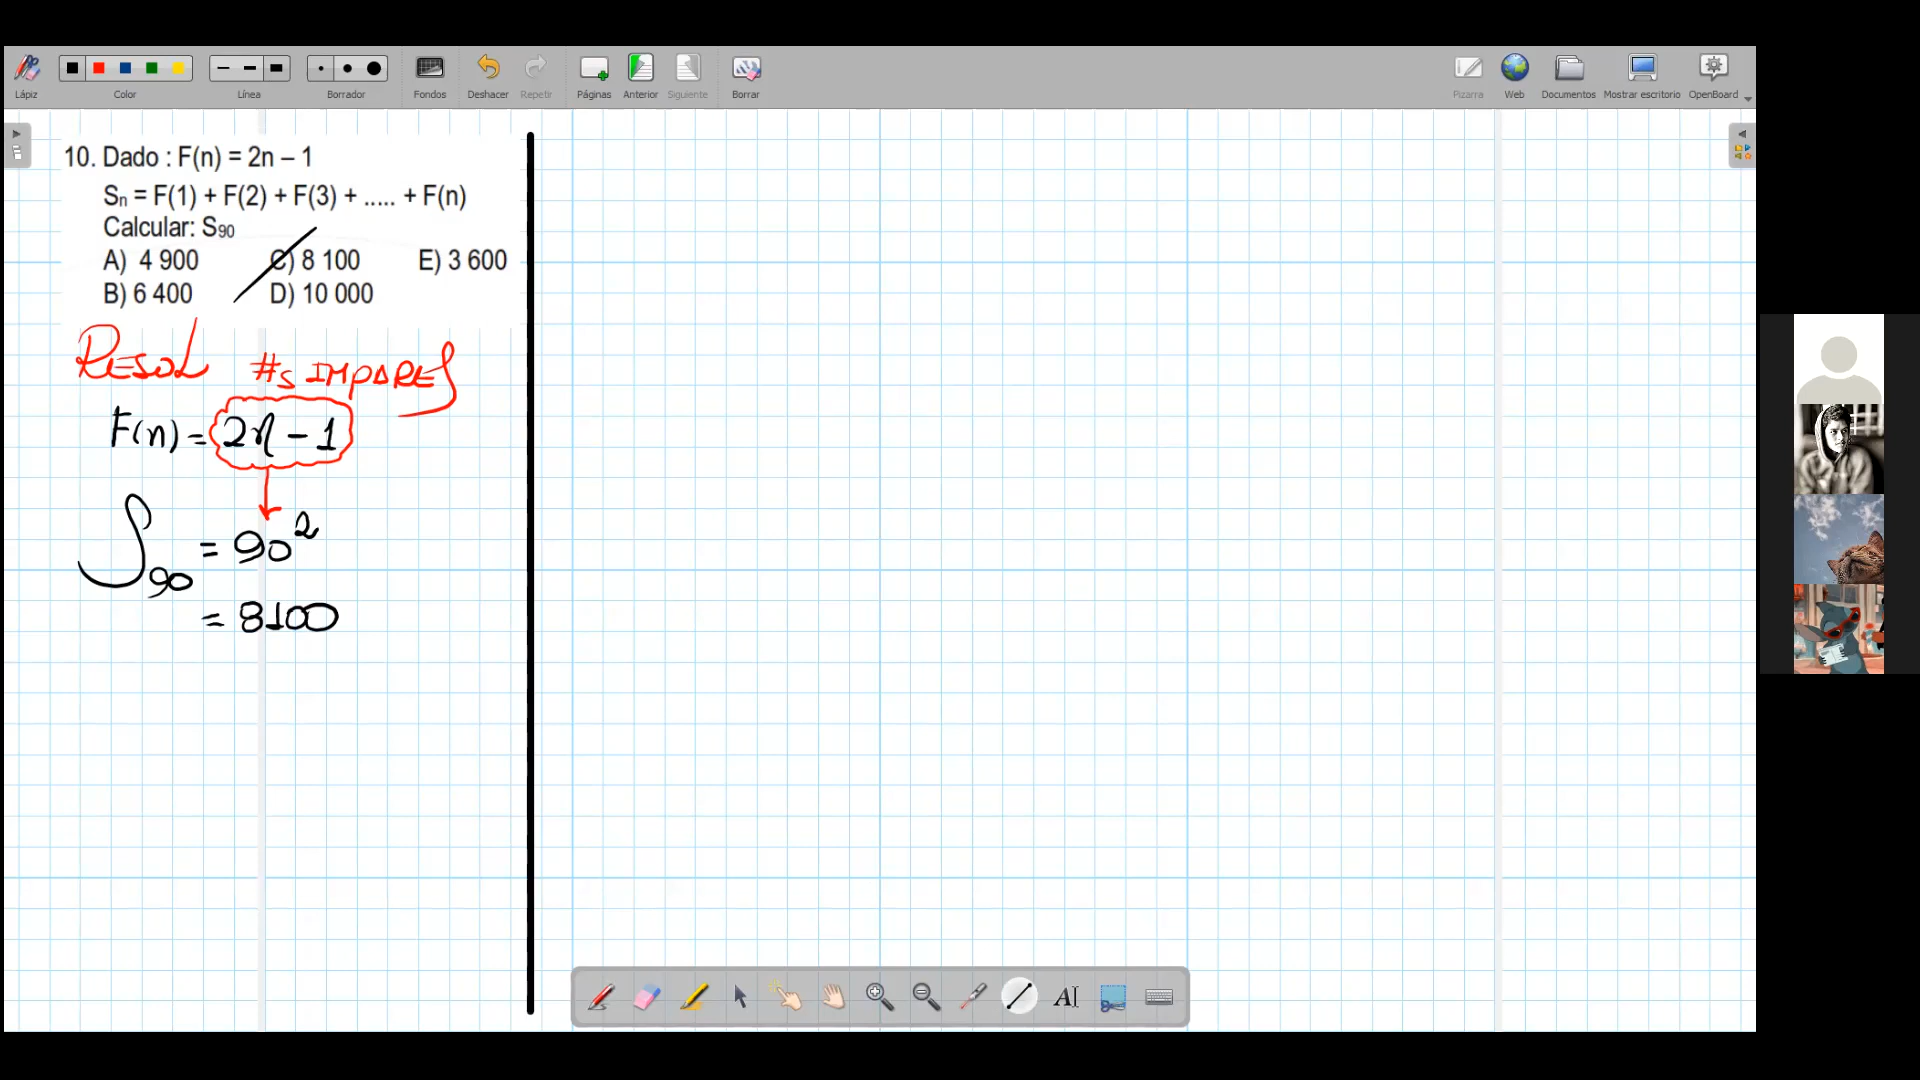 Lápiz Color Línea Borrador Fondos Deshacer Repetir Páginas Anterior Siguiente Borrar Pizarra Web Documentos Mostrar escritorio OpenBoard
10. Dado : F(n) = 2n – 1
Sn = F(1) + F(2) + F(3) + ..... + F(n)
Calcular: S90
A) 4 900 C) 8 100 E) 3 600
B) 6 400 D) 10 000
RESOL #s IMPARES
F(n) = 2n - 1
S90 = 90²
= 8100